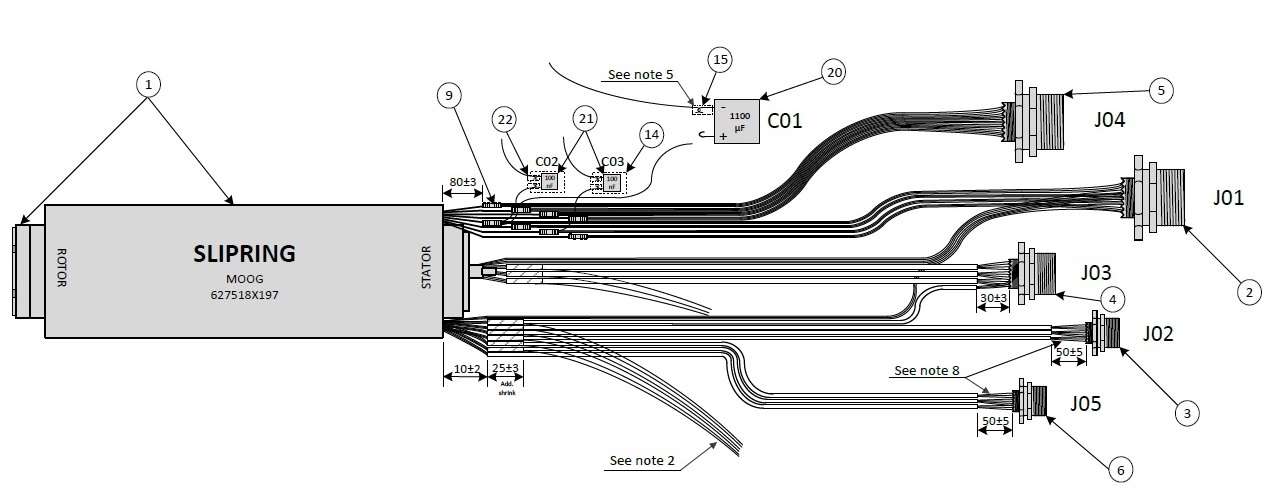 15
See note 5
20
1
9
22
21
14
5
-
1100
µF
+
C01
J04
C02
C03
100
nF
100
nF
80±3
J01
SLIPRING
MOOG
627518X197
ROTOR
STATOR
J03
2
30±3
4
J02
10±2
25±3
Add.
shrink
See note 8
50±5
3
J05
50±5
See note 2
6